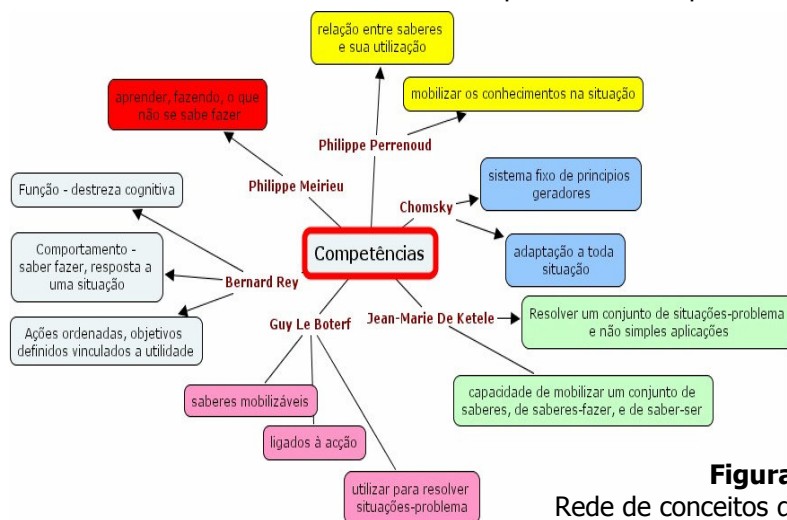 relação entre saberes
e sua utilização
aprender, fazendo, o que
não se sabe fazer
mobilizar os conhecimentos na situação
Philippe Perrenoud
Philippe Meirieu
sistema fixo de principios
geradores
Função - destreza cognitiva
Chomsky
Comportamento -
saber fazer, resposta a
uma situação
Competências
adaptação a toda
situação
Bernard Rey
Ações ordenadas, objetivos
definidos vinculados a utilidade
Guy Le Boterf
Jean-Marie De Ketele
Resolver um conjunto de situações-problema
e não simples aplicações
saberes mobilizáveis
capacidade de mobilizar um conjunto de
saberes, de saberes-fazer, e de saber-ser
ligados à acção
utilizar para resolver
situações-problema
Figura
Rede de conceitos